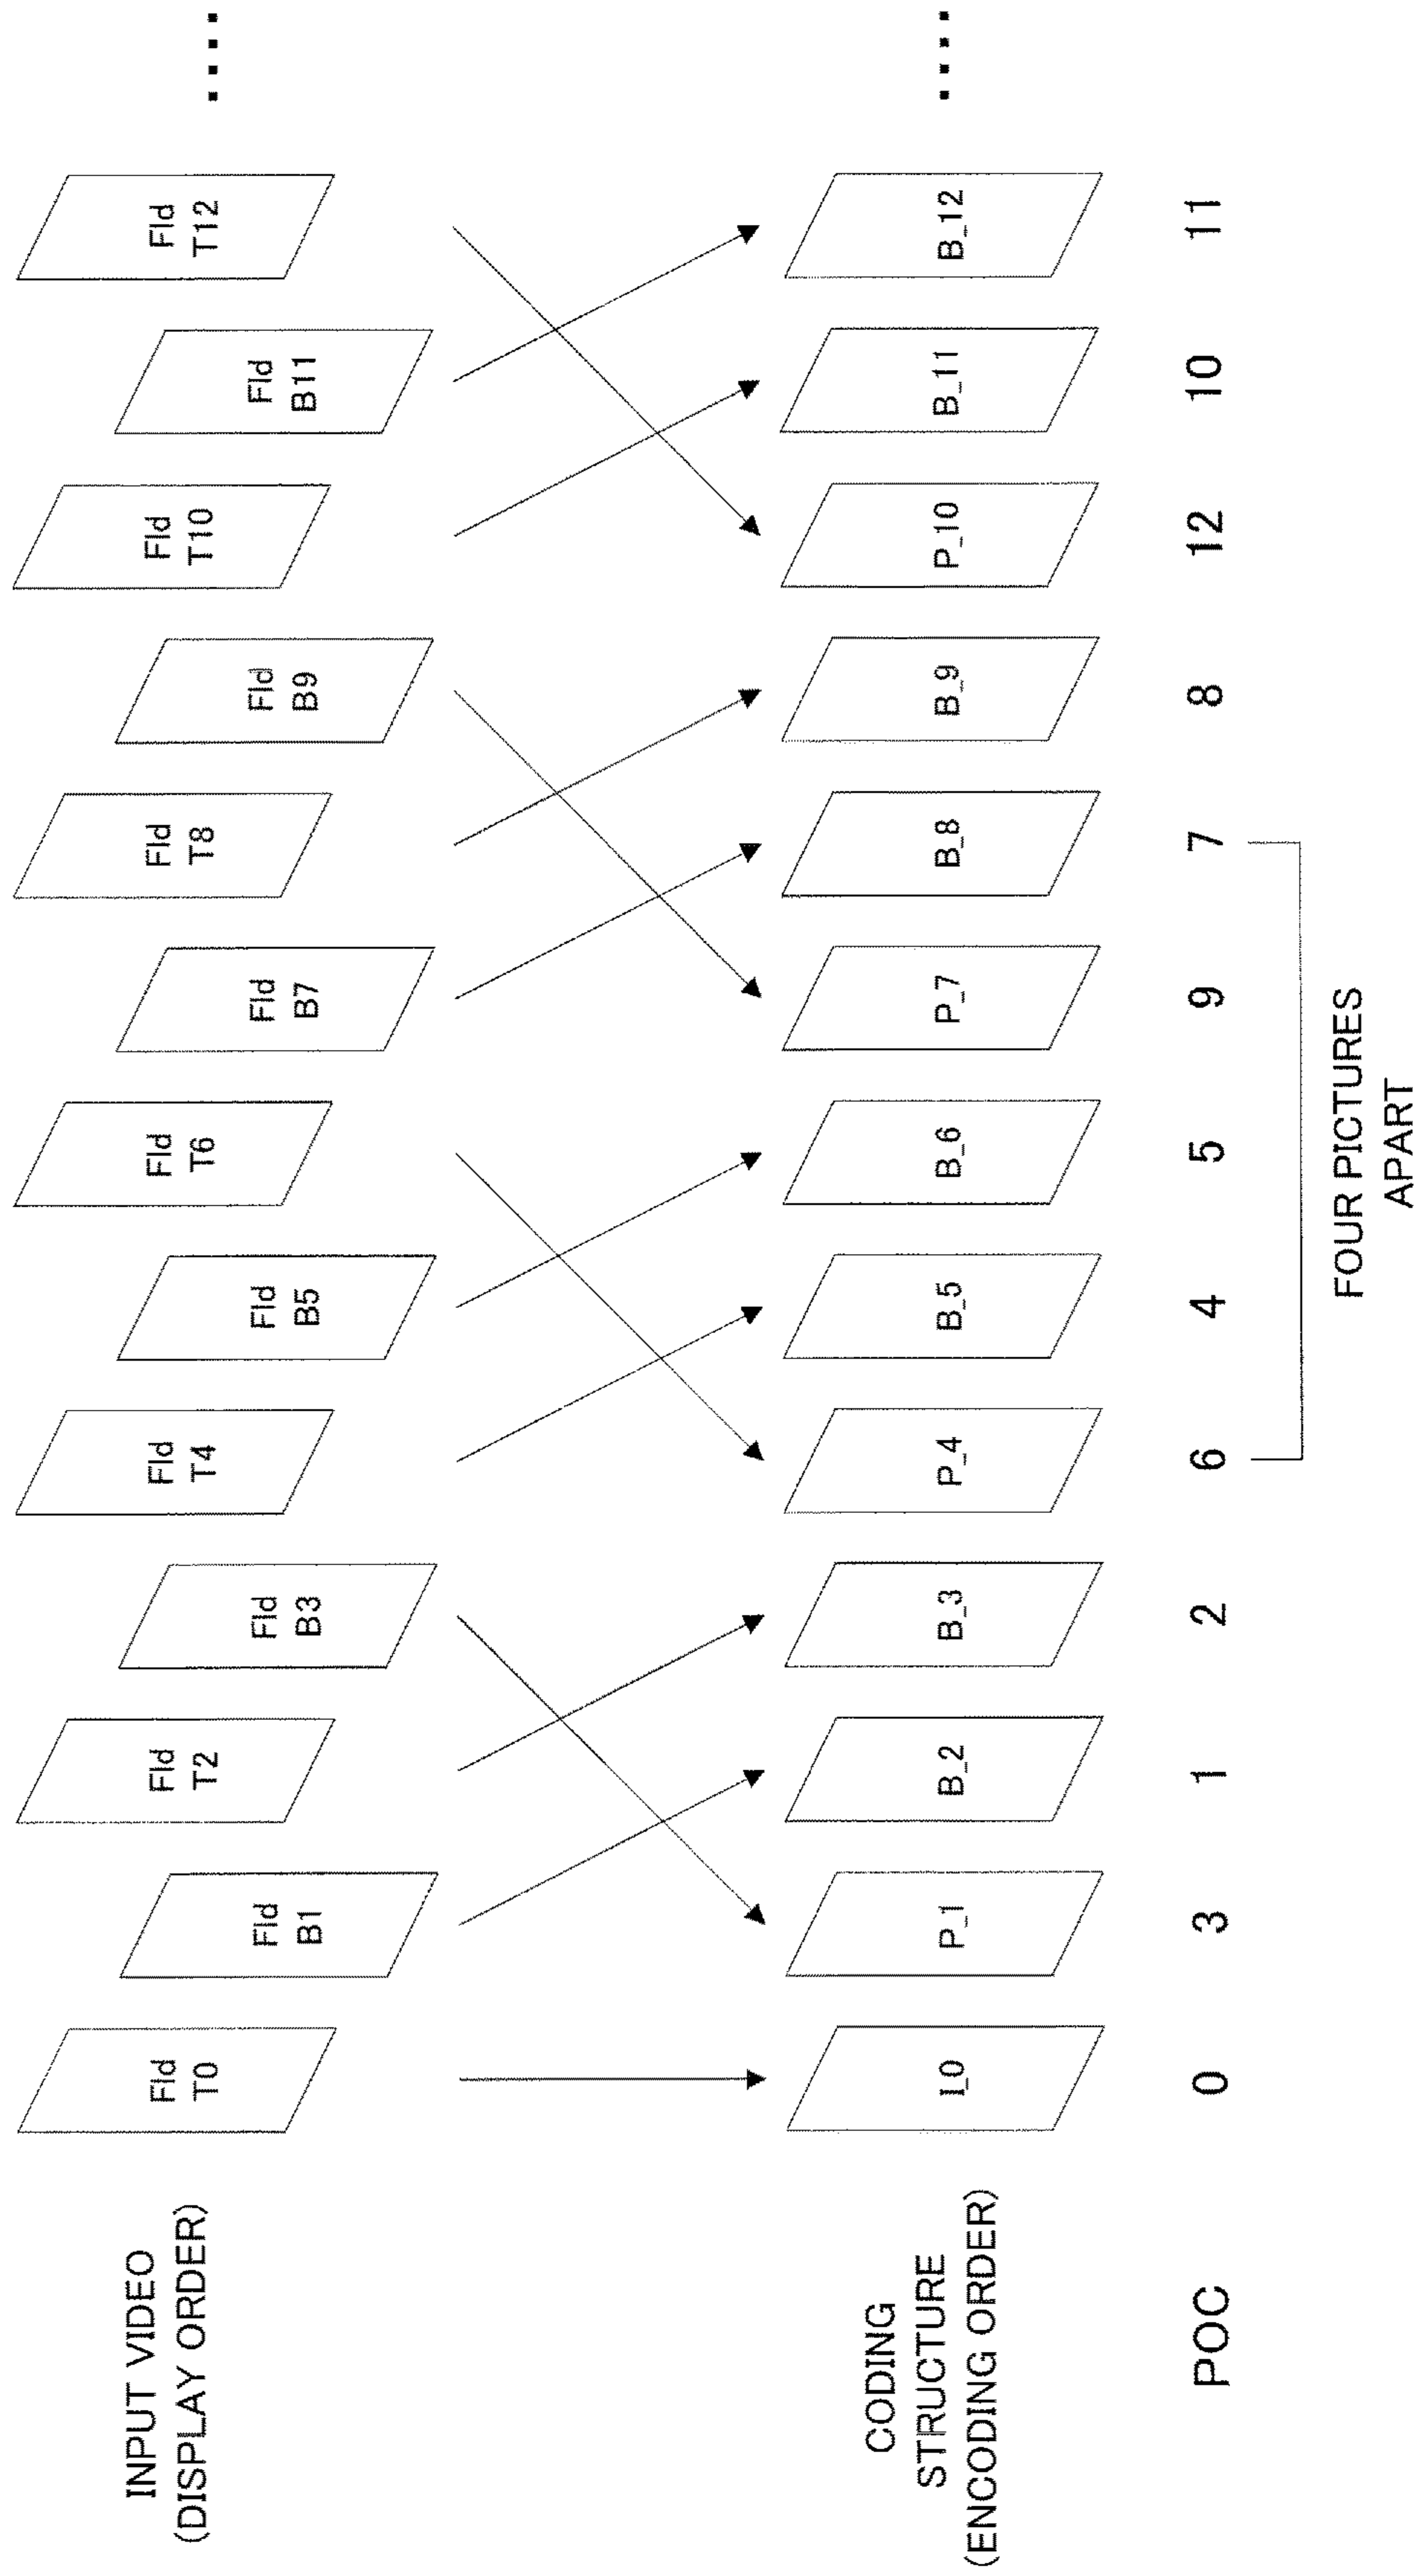 INPUT VIDEO
(DISPLAY ORDER)
Fld
T0
Fld
B1
Fld
T2
Fld
B3
Fld
T4
Fld
B5
Fld
T6
Fld
B7
Fld
T8
Fld
B9
Fld
T10
Fld
B11
Fld
T12
....
CODING
STRUCTURE
(ENCODING ORDER)
I_0
P_1
B_2
B_3
P_4
B_5
B_6
P_7
B_8
B_9
P_10
B_11
B_12
....
POC
0
3
1
2
6
4
5
9
7
8
12
10
11
FOUR PICTURES
APART